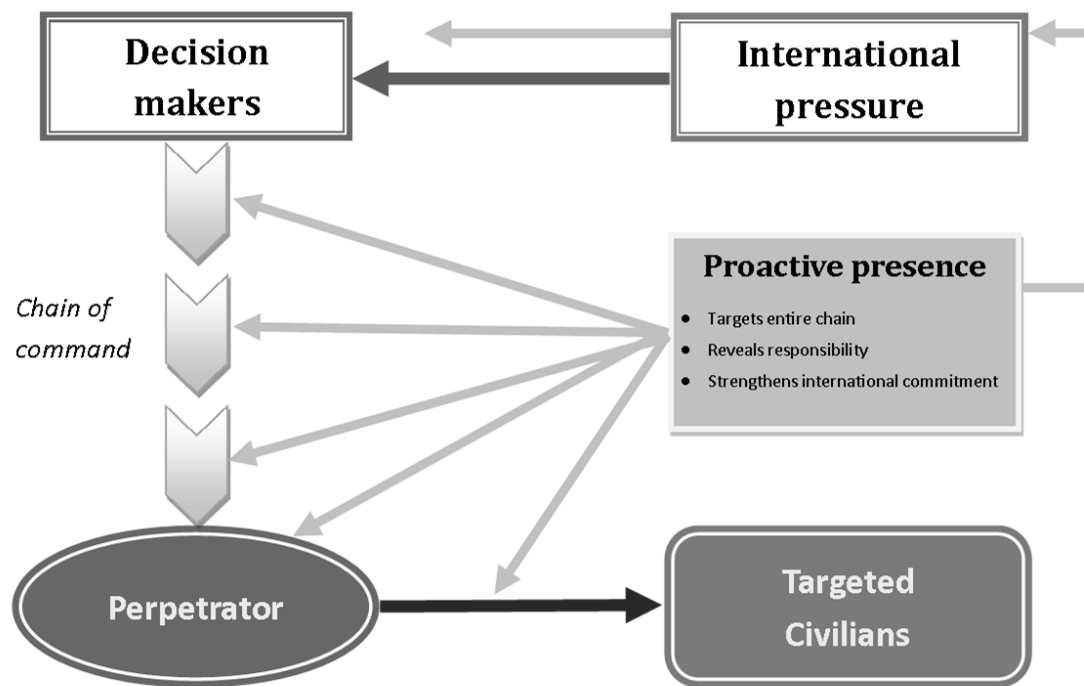 Decision
makers
International
pressure
Proactive presence
• Targets entire chain
• Reveals responsibility
• Strengthens international commitment
Chain of
command
Perpetrator
Targeted
Civilians